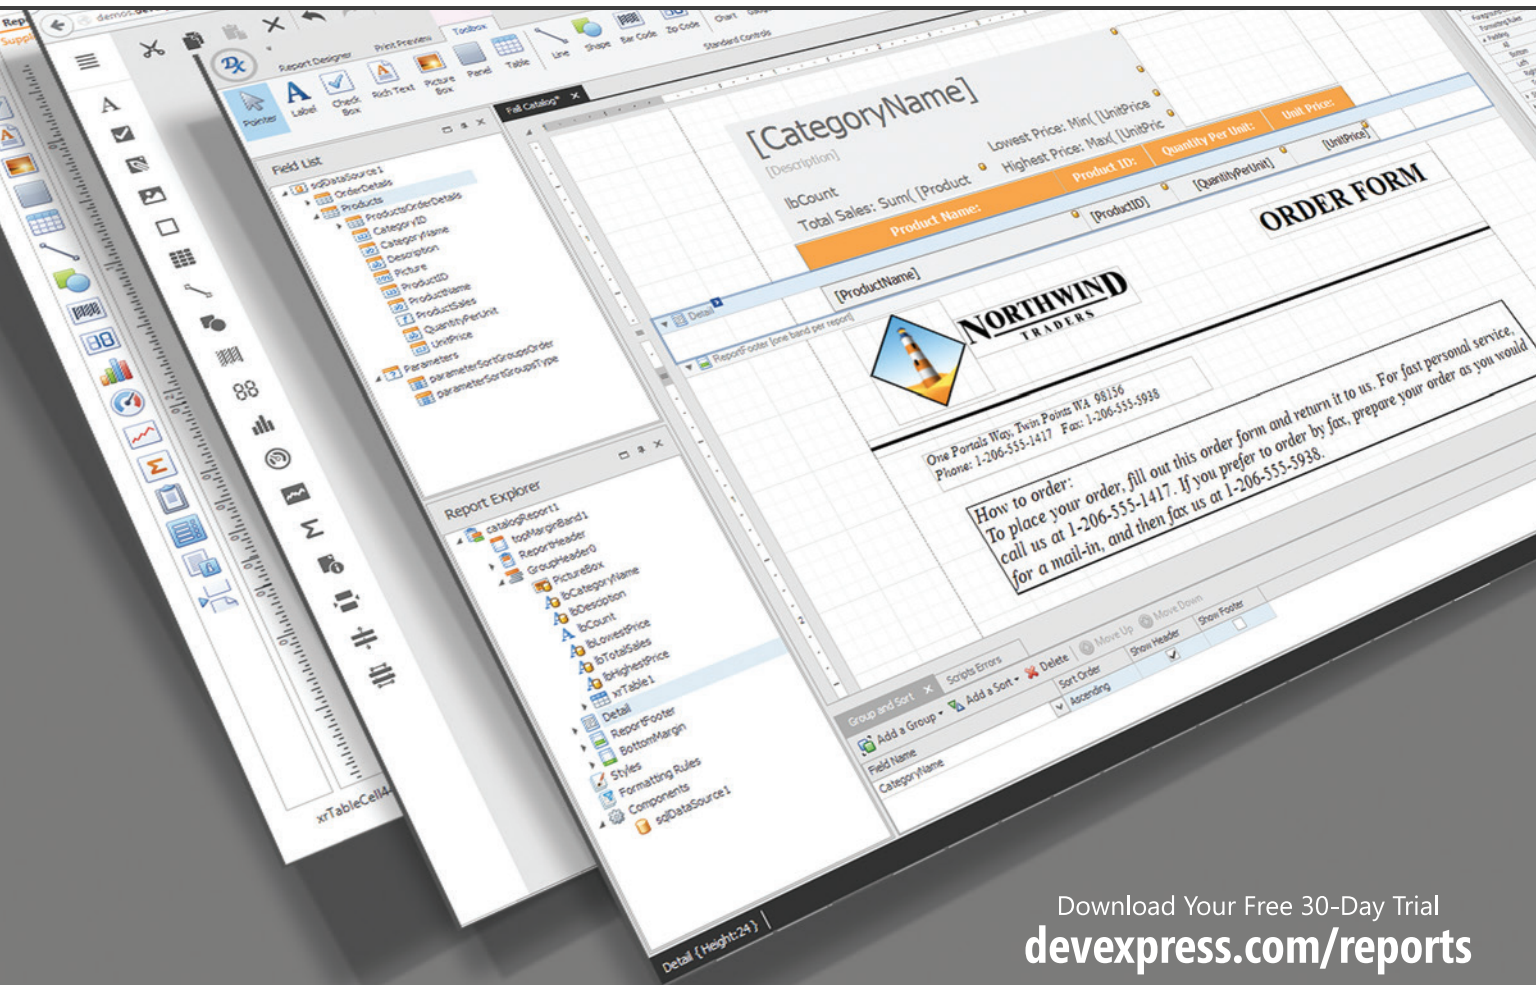 demos.dev
Report Designer
Print Preview
Toolbox
Pointer
Label
Check Box
Rich Text
Picture Box
Panel
Table
Line
Shape
Bar Code
Zip Code
Chart
Standard Controls
Fall Catalog*
Field List
sqlDataSource1
OrderDetails
Products
ProductsOrderDetails
CategoryID
CategoryName
Description
Picture
ProductID
ProductName
ProductSales
QuantityPerUnit
UnitPrice
Parameters
parameterSortGroupsOrder
parameterSortGroupsType
Report Explorer
catalogReport1
topMarginBand1
ReportHeader
GroupHeader0
PictureBox
lbCategoryName
lbDesciption
lbCount
lbLowestPrice
lbTotalSales
lbHighestPrice
xrTable1
Detail
ReportFooter
BottomMargin
Styles
Formatting Rules
Components
sqlDataSource1
[CategoryName]
[Description]
lbCount
Lowest Price: Min( [UnitPrice
Total Sales: Sum( [Product
Highest Price: Max( [UnitPric
Product Name:
Product ID:
Quantity Per Unit:
Unit Price:
Detail
[ProductName]
[ProductID]
[QuantityPerUnit]
[UnitPrice]
ReportFooter [one band per report]
NORTHWIND
TRADERS
ORDER FORM
One Portals Way, Twin Points WA 98156
Phone: 1-206-555-1417 Fax: 1-206-555-5938
How to order:
To place your order, fill out this order form and return it to us. For fast personal service,
call us at 1-206-555-1417. If you prefer to order by fax, prepare your order as you would
for a mail-in, and then fax us at 1-206-555-5938.
Group and Sort
Scripts Errors
Add a Group
Add a Sort
Delete
Move Up
Move Down
Field Name
Sort Order
Show Header
Show Footer
CategoryName
Ascending
xrTableCell4
Detail { Height:24 }
Download Your Free 30-Day Trial
devexpress.com/reports